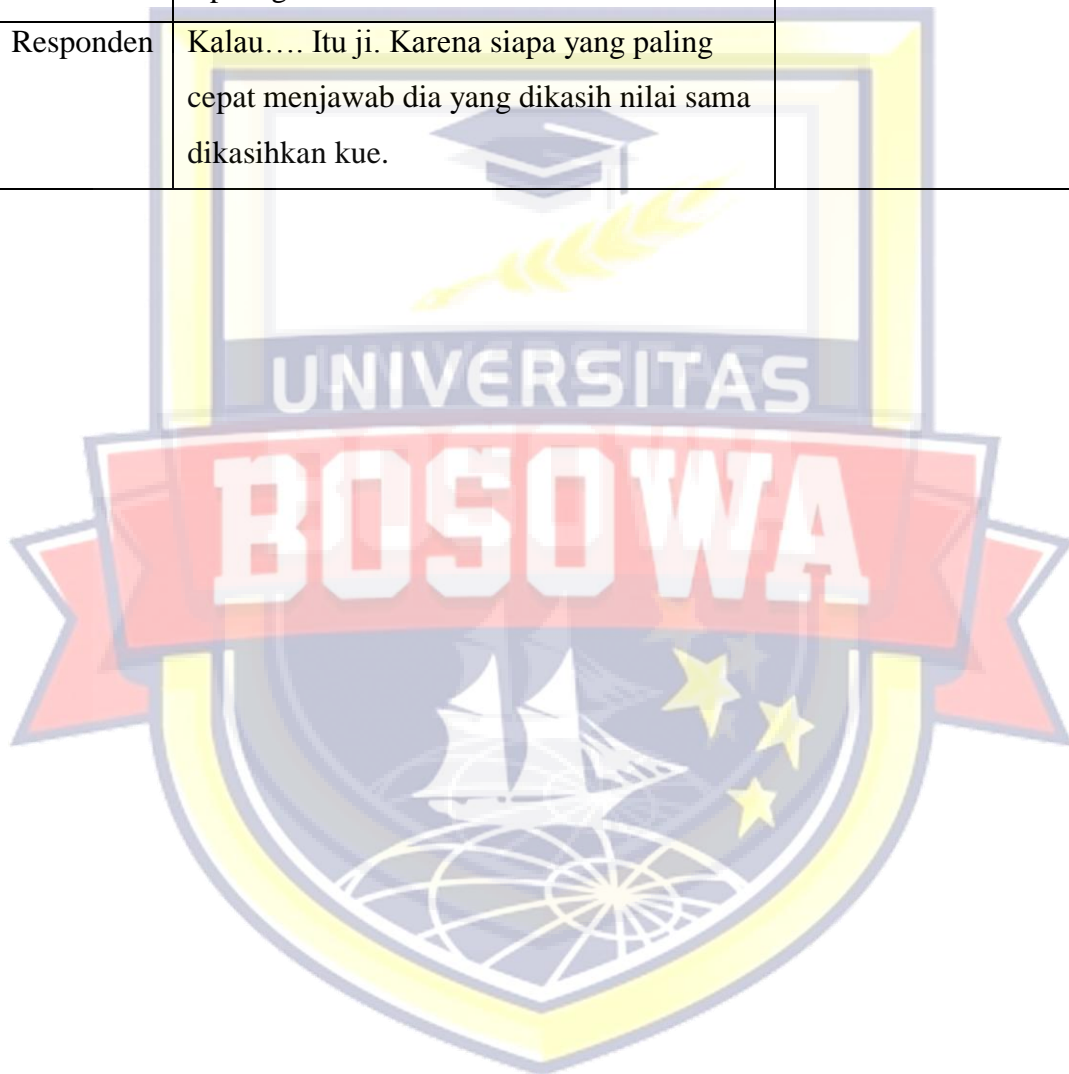 Responden Kalau…. Itu ji. Karena siapa yang paling
cepat menjawab dia yang dikasih nilai sama
dikasihkan kue.
UNIVERSITAS
BOSOWA